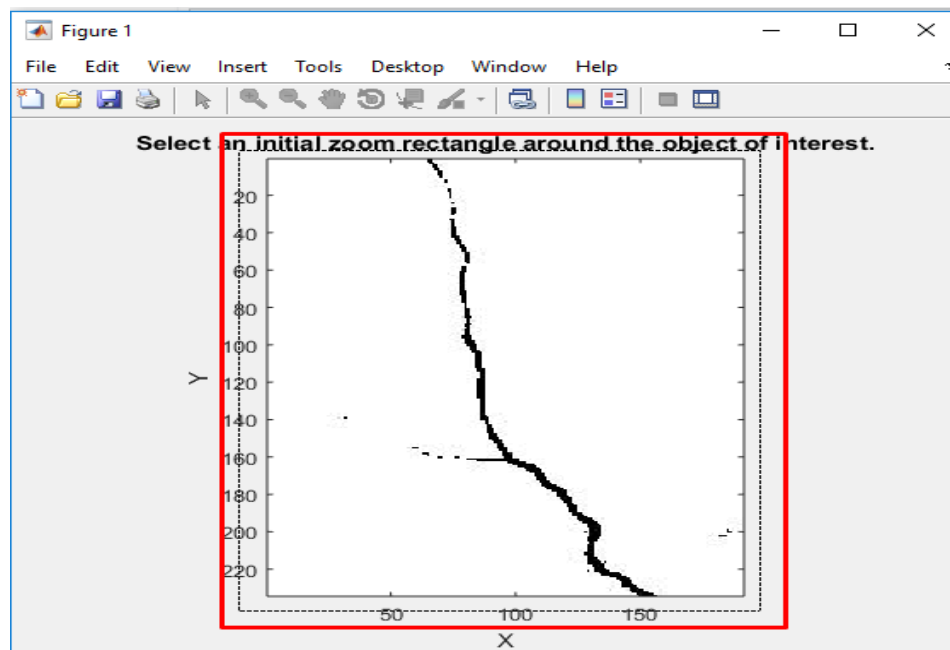 Figure 1
File Edit View Insert Tools Desktop Window Help
Select an initial zoom rectangle around the object of interest.
20
40
60
80
100
120
140
160
180
200
220
Y
50 100 150
X